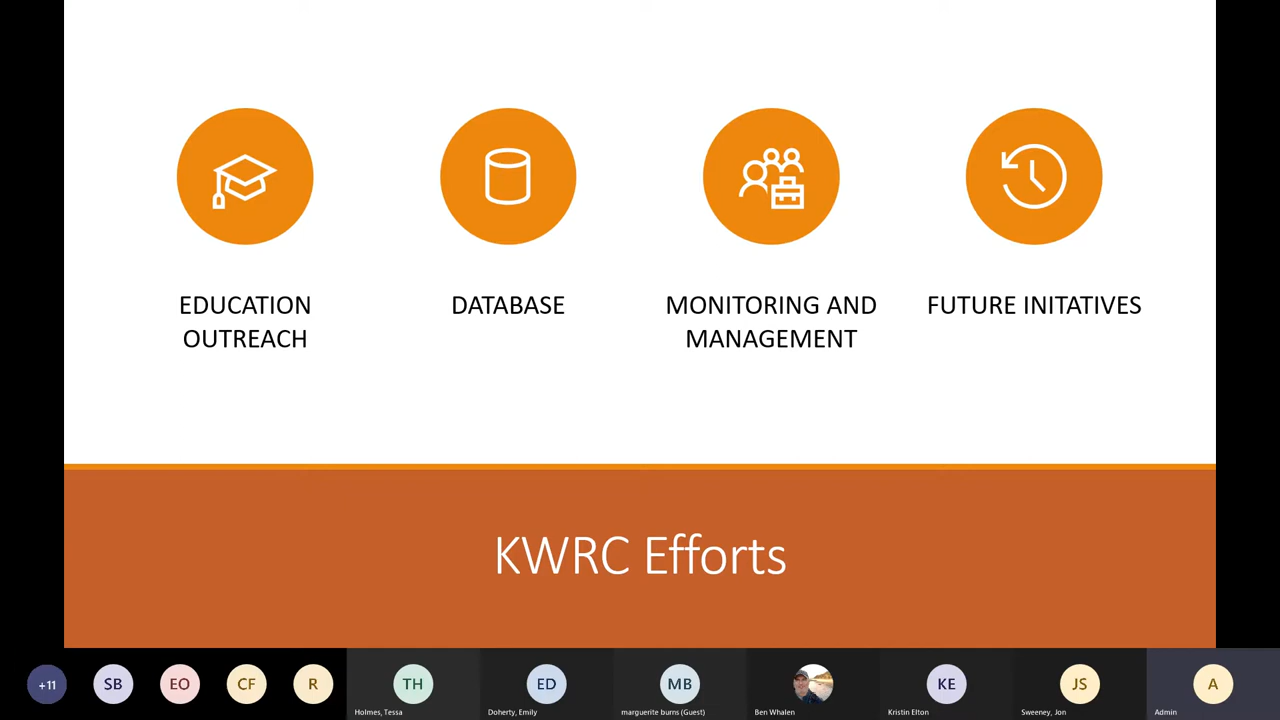 EDUCATION
OUTREACH
DATABASE
MONITORING AND
MANAGEMENT
FUTURE INITATIVES
KWRC Efforts
+11
SB
EO
CF
R
TH
Holmes, Tessa
ED
Doherty, Emily
MB
marguerite burns (Guest)
Ben Whalen
KE
Kristin Elton
JS
Sweeney, Jon
A
Admin